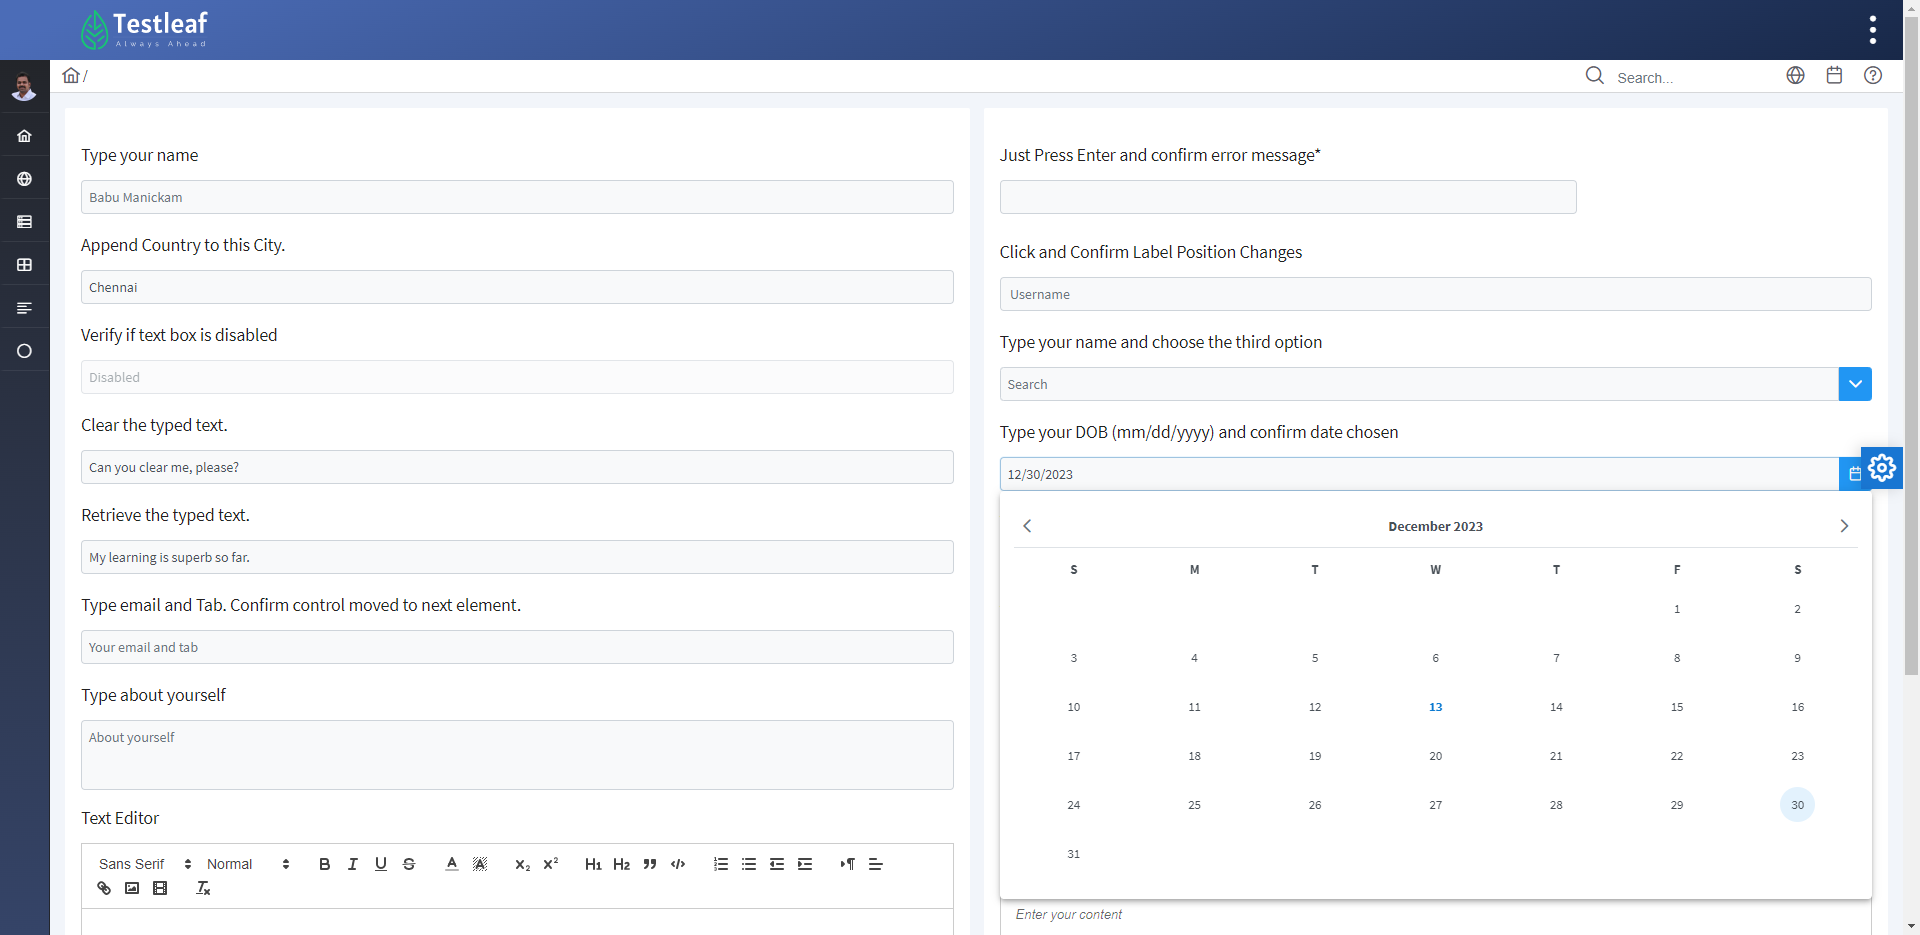 Testleaf
Always Ahead
/
Search...
Type your name
Babu Manickam
Append Country to this City.
Chennai
Verify if text box is disabled
Disabled
Clear the typed text.
Can you clear me, please?
Retrieve the typed text.
My learning is superb so far.
Type email and Tab. Confirm control moved to next element.
Your email and tab
Type about yourself
About yourself
Text Editor
Sans Serif Normal B I U S A A X₂ X² H1 H2 ” </>
Tx
Just Press Enter and confirm error message*
Click and Confirm Label Position Changes
Username
Type your name and choose the third option
Search
Type your DOB (mm/dd/yyyy) and confirm date chosen
12/30/2023
December 2023
S M T W T F S
1 2
3 4 5 6 7 8 9
10 11 12 13 14 15 16
17 18 19 20 21 22 23
24 25 26 27 28 29 30
31
Enter your content